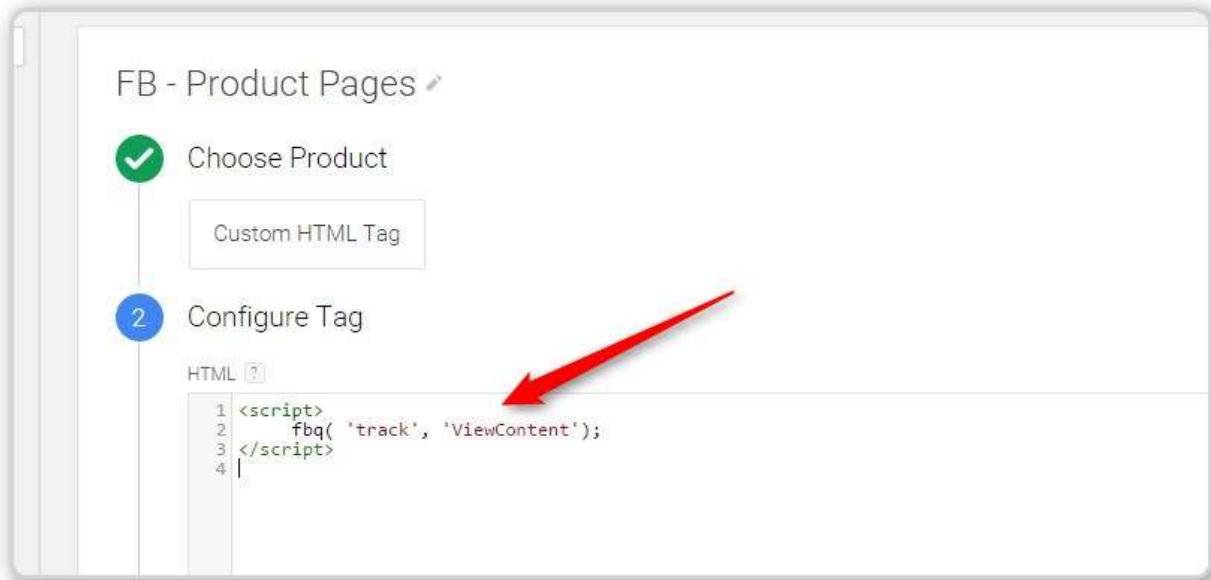 FB - Product Pages
Choose Product
Custom HTML Tag
2 Configure Tag
HTML ?
1 <script>
2 fbq( 'track', 'ViewContent');
3 </script>
4